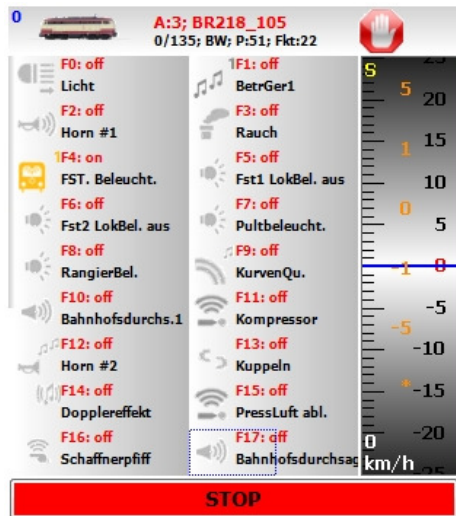 0
A:3; BR218_105
0/135; BW; P:51; Fkt:22
F0: off
Licht
1F1: off
BetrGer1
F2: off
Horn #1
F3: off
Rauch
1F4: on
FST. Beleucht.
F5: off
Fst1 LokBel. aus
F6: off
Fst2 LokBel. aus
F7: off
Pultbeleucht.
F8: off
RangierBel.
F9: off
KurvenQu.
F10: off
Bahnhofsdurchs.1
F11: off
Kompressor
F12: off
Horn #2
F13: off
Kuppeln
F14: off
Dopplereffekt
F15: off
PressLuft abl.
F16: off
Schaffnerpfiff
F17: off
Bahnhofsdurchsag
S
5
20
1
15
10
0
5
-1
0
-5
-5
-10
*
-15
-20
0
km/h
-25
STOP